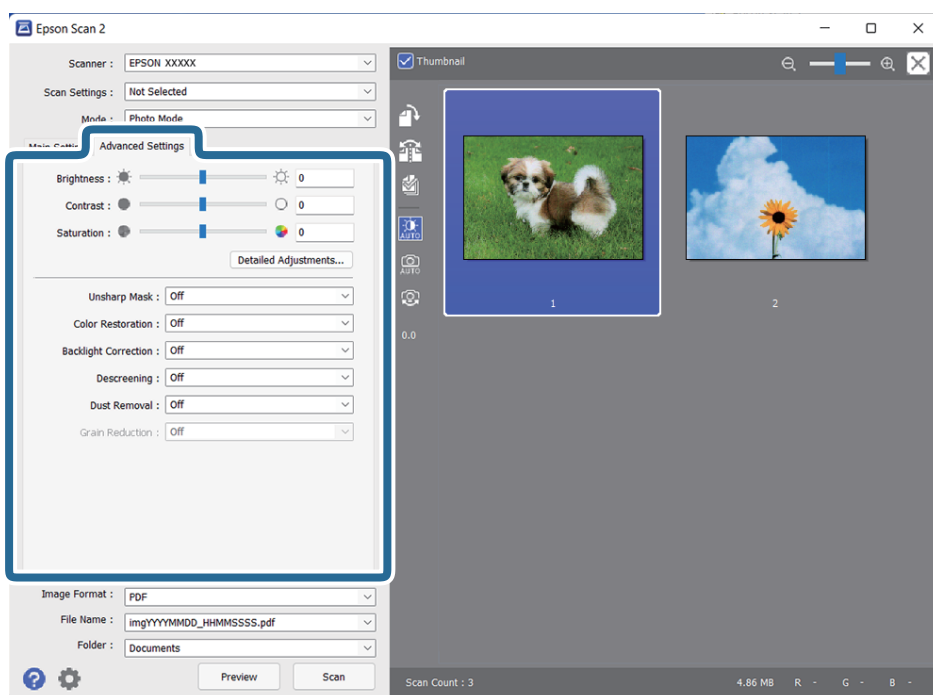 Epson Scan 2
Scanner : EPSON XXXXX
Scan Settings : Not Selected
Mode : Photo Mode
Advanced Settings
Brightness : 0
Contrast : 0
Saturation : 0
Detailed Adjustments...
Unsharp Mask : Off
Color Restoration : Off
Backlight Correction : Off
Descreening : Off
Dust Removal : Off
Grain Reduction : Off
Image Format : PDF
File Name : imgYYYYMMDD_HHMMSSSS.pdf
Folder : Documents
Preview
Scan
Thumbnail
AUTO
AUTO
0.0
1
2
Scan Count : 3
4.86 MB R - G - B -